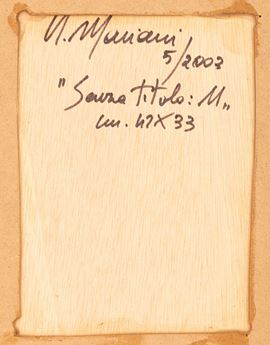 U. Mariani
5/2003
"Senza titolo: M„
cm. 47X33